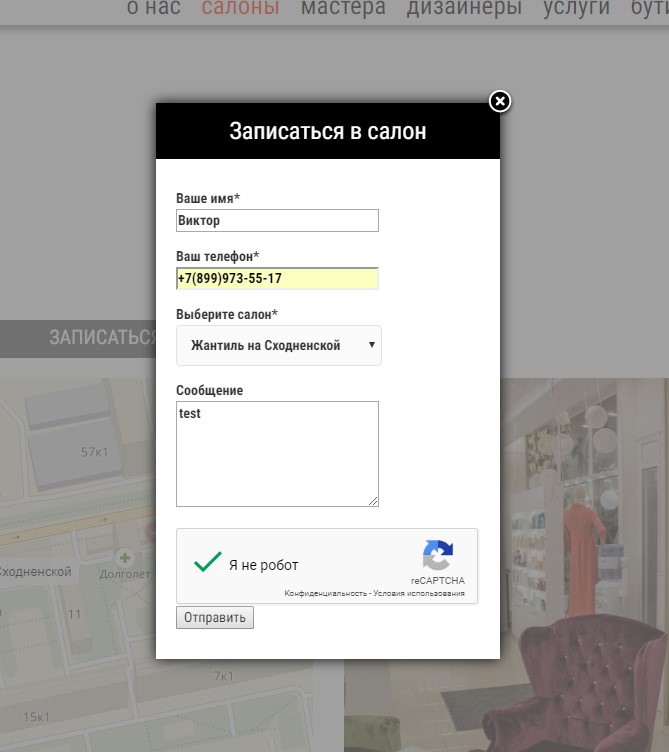 о нас салоны мастера дизайнеры услуги бути
Записаться в салон
Ваше имя*
Виктор
Ваш телефон*
+7(899)973-55-17
Выберите салон*
ЗАПИСАТЬСЯ
Жантиль на Сходненской
Сообщение
test
57к1
Я не робот
reCAPTCHA
Конфиденциальность - Условия использования
Сходненской
Долголет
11
Отправить
7к1
15к1